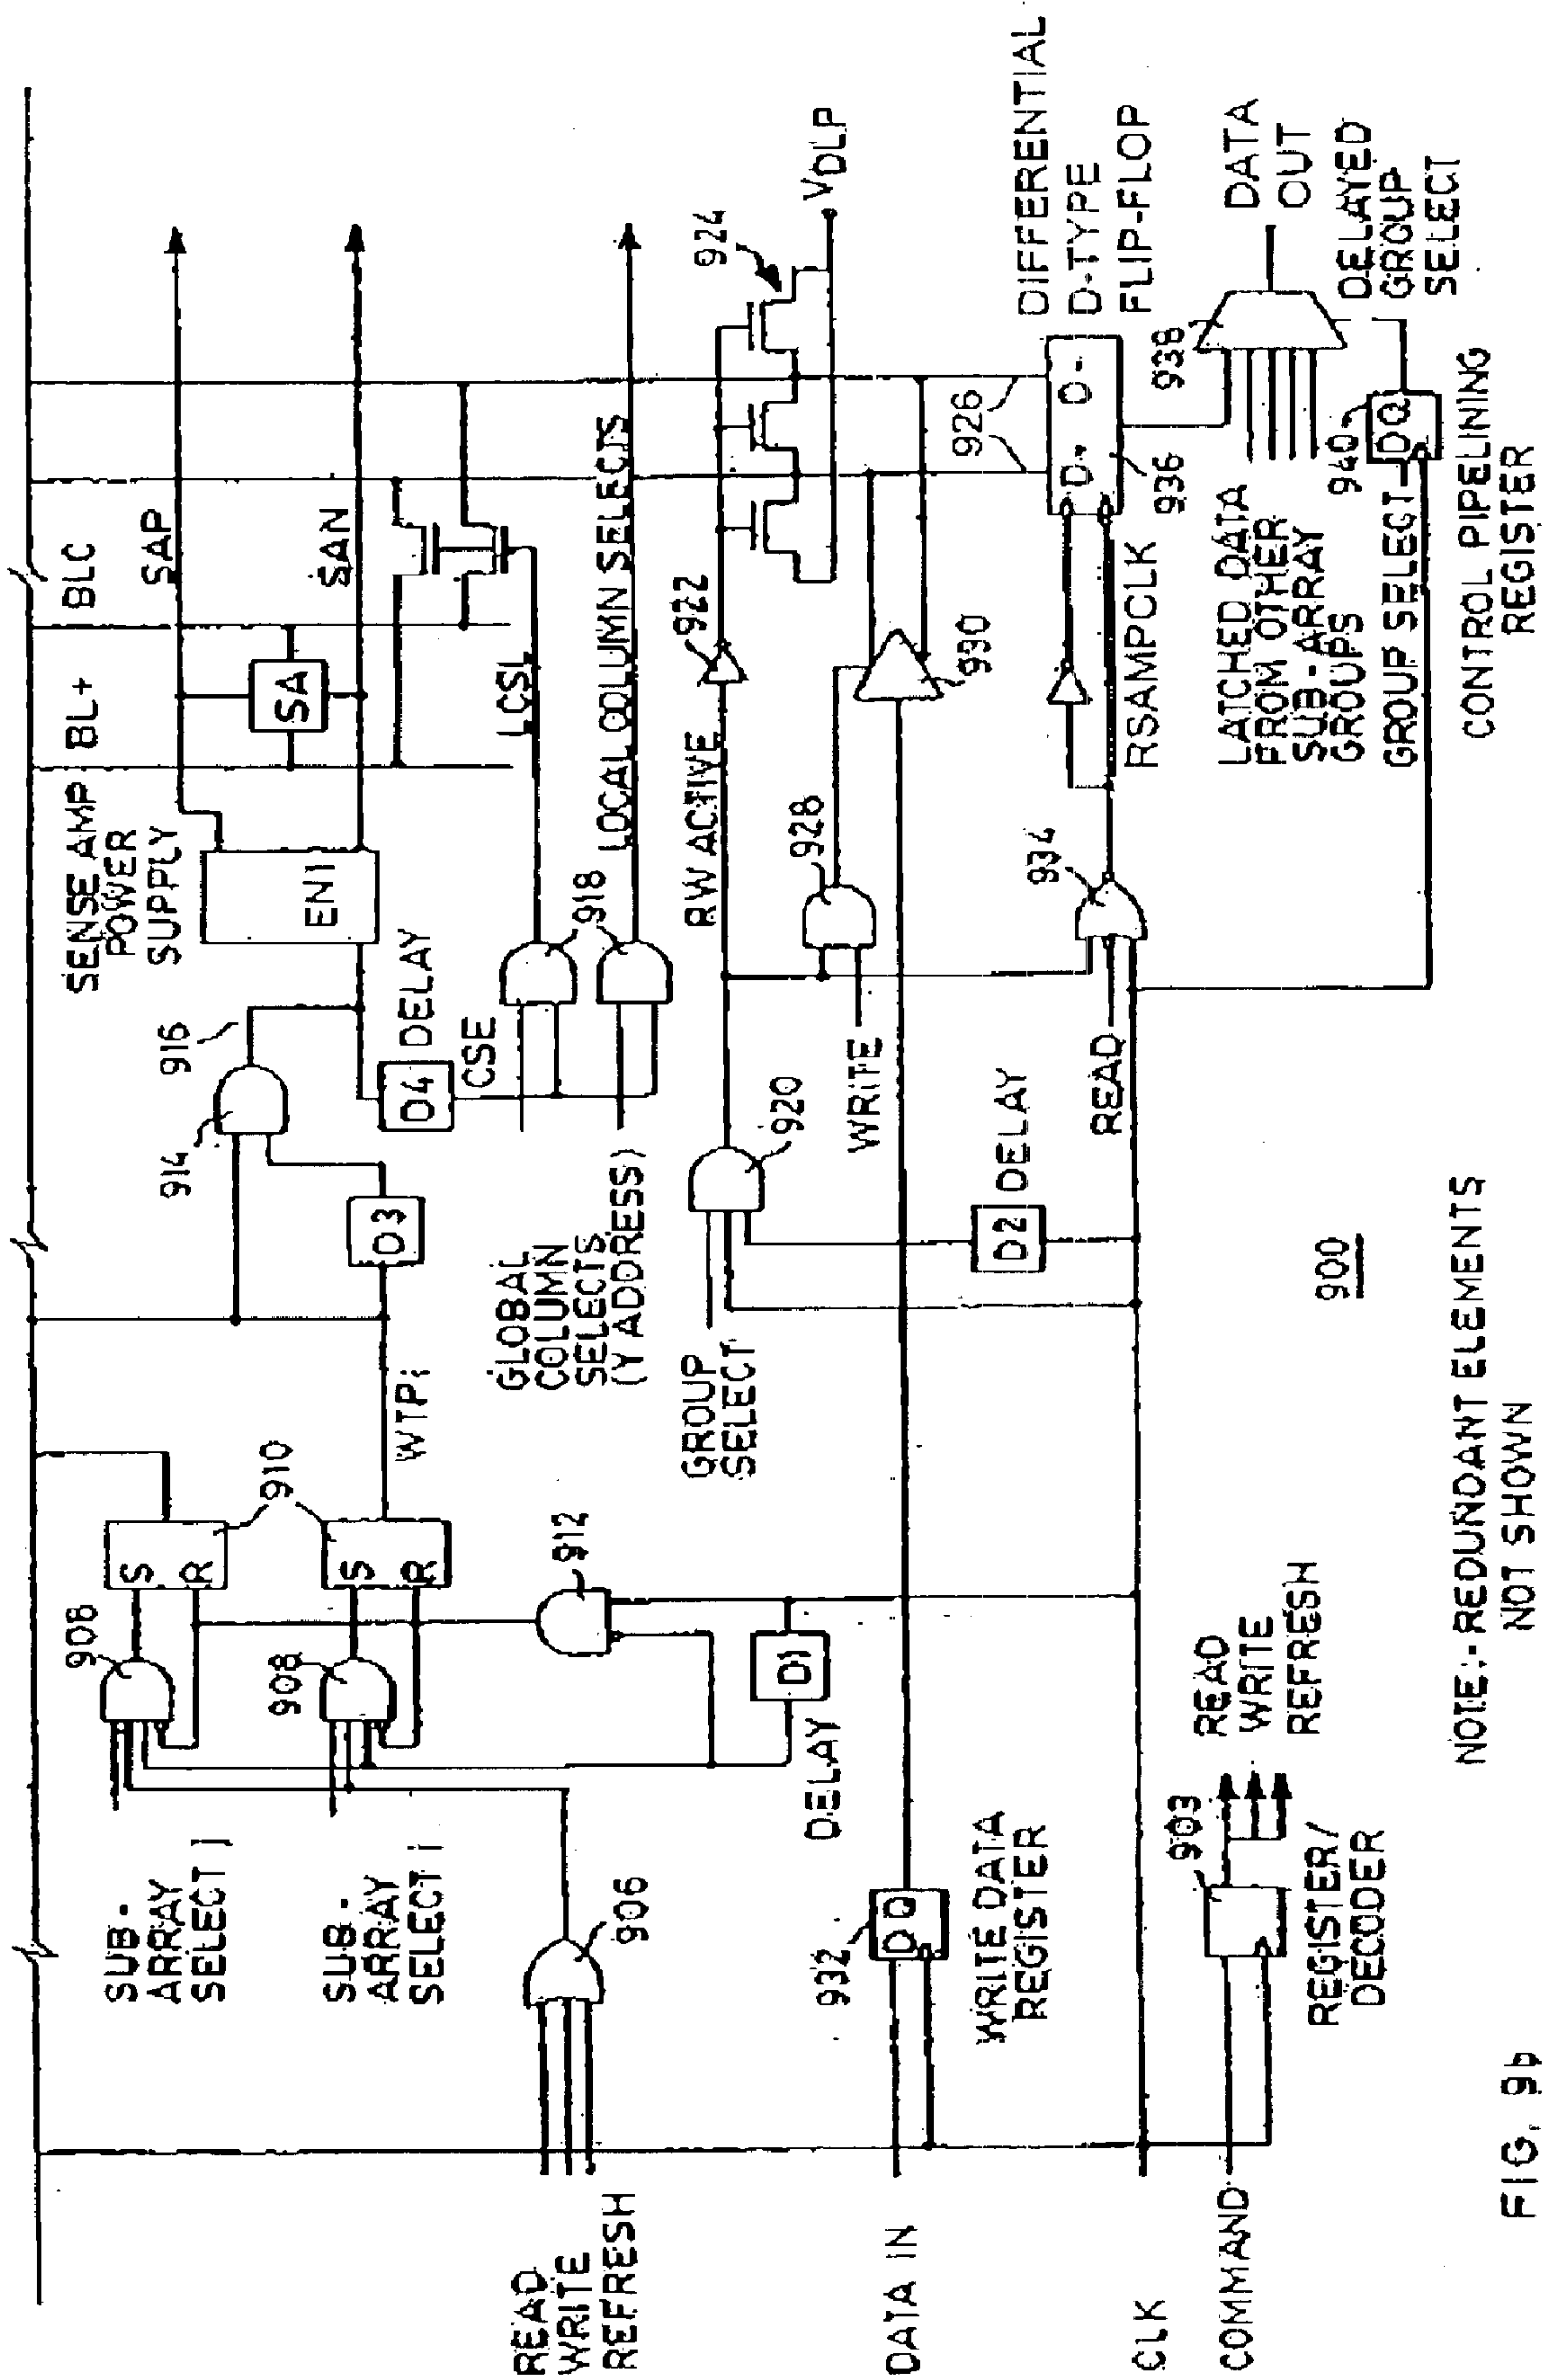 BLC
BL+
SAP
SAN
SENSE AMP
POWER
SUPPLY
SA
EN1
916
914
D4
DELAY
CSE
D3
WTPi
910
S
R
S
R
908
908
SUB-
ARRAY
SELECT j
SUB-
ARRAY
SELECT i
912
D1
DELAY
906
READ
WRITE
REFRESH
LCSL
LOCAL COLUMN SELECTS
918
GLOBAL
COLUMN
SELECTS
(Y ADDRESS)
GROUP
SELECT
920
RW ACTIVE
922
924
VDLP
928
WRITE
930
926
D2
DELAY
READ
934
RSAMPCLK
D+ D-
936
DIFFERENTIAL
D-TYPE
FLIP-FLOP
938
DATA
OUT
LATCHED DATA
FROM OTHER
SUB-ARRAY
GROUPS
GROUP SELECT
940
DQ
DELAYED
GROUP
SELECT
CONTROL PIPELINING
REGISTER
DATA IN
932
D Q
WRITE DATA
REGISTER
CLK
COMMAND
903
READ
WRITE
REFRESH
REGISTER/
DECODER
900
NOTE:- REDUNDANT ELEMENTS
NOT SHOWN
FIG. 9b